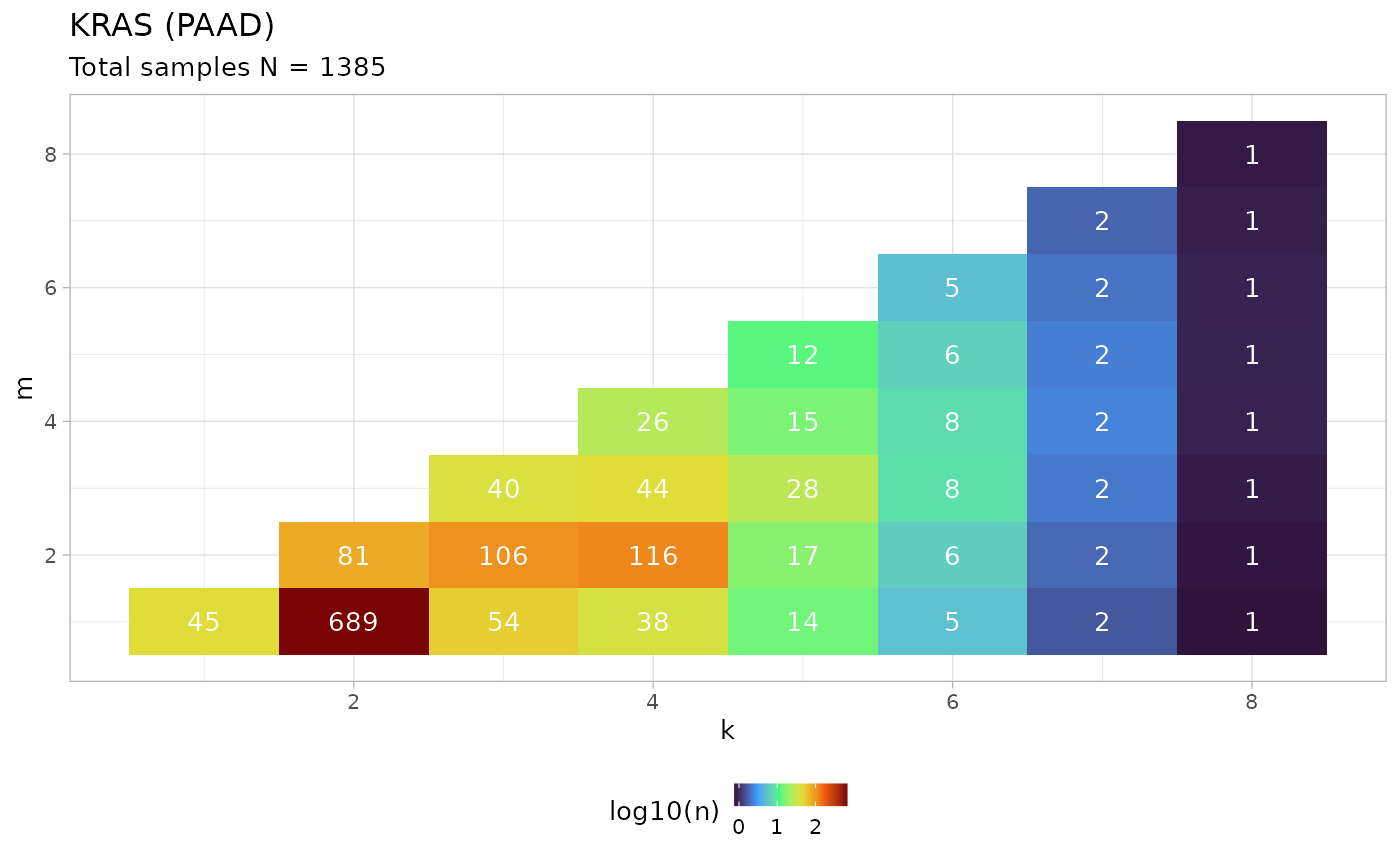 KRAS (PAAD)
Total samples N = 1385
8 1
2 1
6 5 2 1
12 6 2 1
m
4 26 15 8 2 1
40 44 28 8 2 1
2 81 106 116 17 6 2 1
45 689 54 38 14 5 2 1
2 4 6 8
k
log10(n)
0 1 2